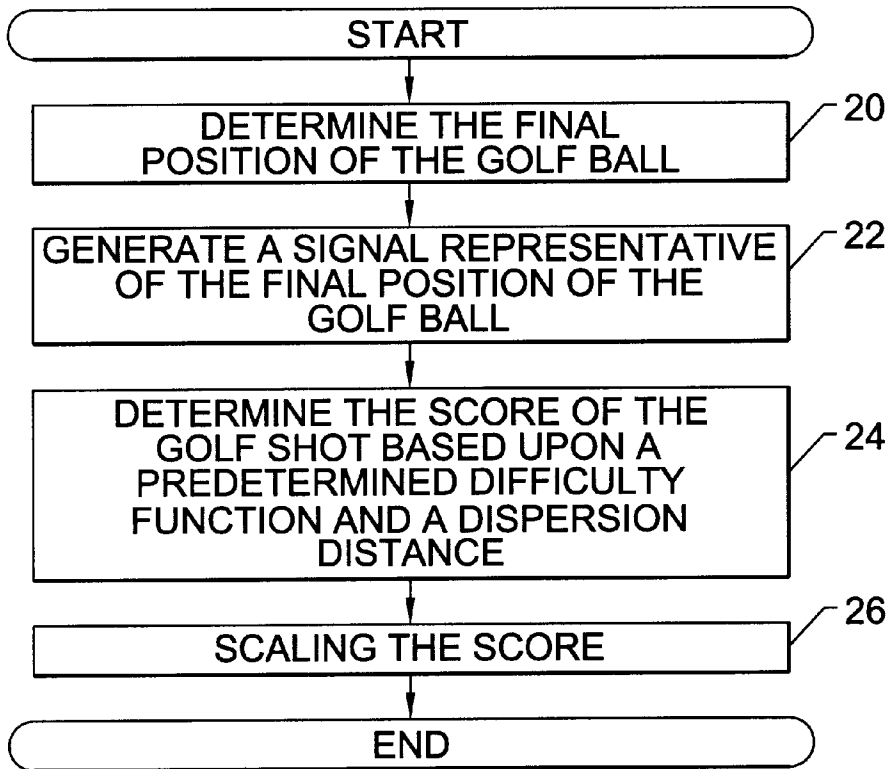 START
DETERMINE THE FINAL
POSITION OF THE GOLF BALL
20
GENERATE A SIGNAL REPRESENTATIVE
OF THE FINAL POSITION OF THE
GOLF BALL
22
DETERMINE THE SCORE OF THE
GOLF SHOT BASED UPON A
PREDETERMINED DIFFICULTY
FUNCTION AND A DISPERSION
DISTANCE
24
SCALING THE SCORE
26
END